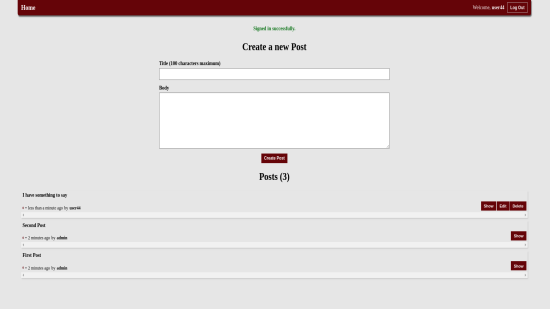 Home
Welcome, user44
Log Out
Signed in successfully.
Create a new Post
Title (100 characters maximum)
Body
Create Post
Posts (3)
I have something to say
• less than a minute ago by user44
Show Edit Delete
Second Post
• 2 minutes ago by admin
Show
First Post
• 2 minutes ago by admin
Show